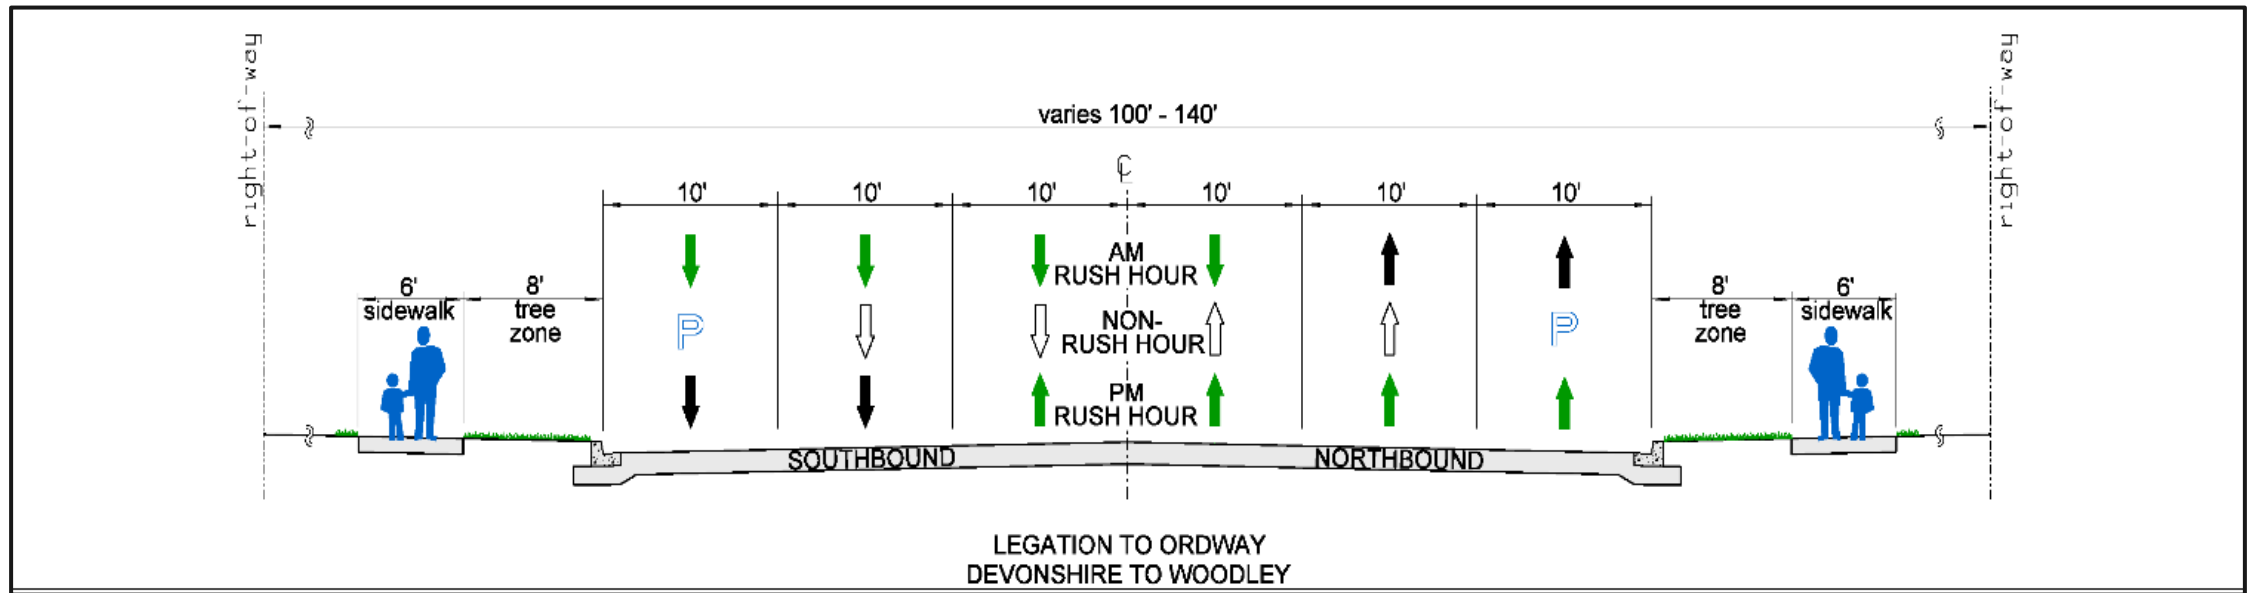 right-of-way
right-of-way
varies 100' - 140'
℄
10'
10'
10'
10'
10'
10'
AM
RUSH HOUR
6'
sidewalk
8'
tree
zone
8'
tree
zone
6'
sidewalk
P
NON-
RUSH HOUR
P
PM
RUSH HOUR
SOUTHBOUND
NORTHBOUND
LEGATION TO ORDWAY
DEVONSHIRE TO WOODLEY